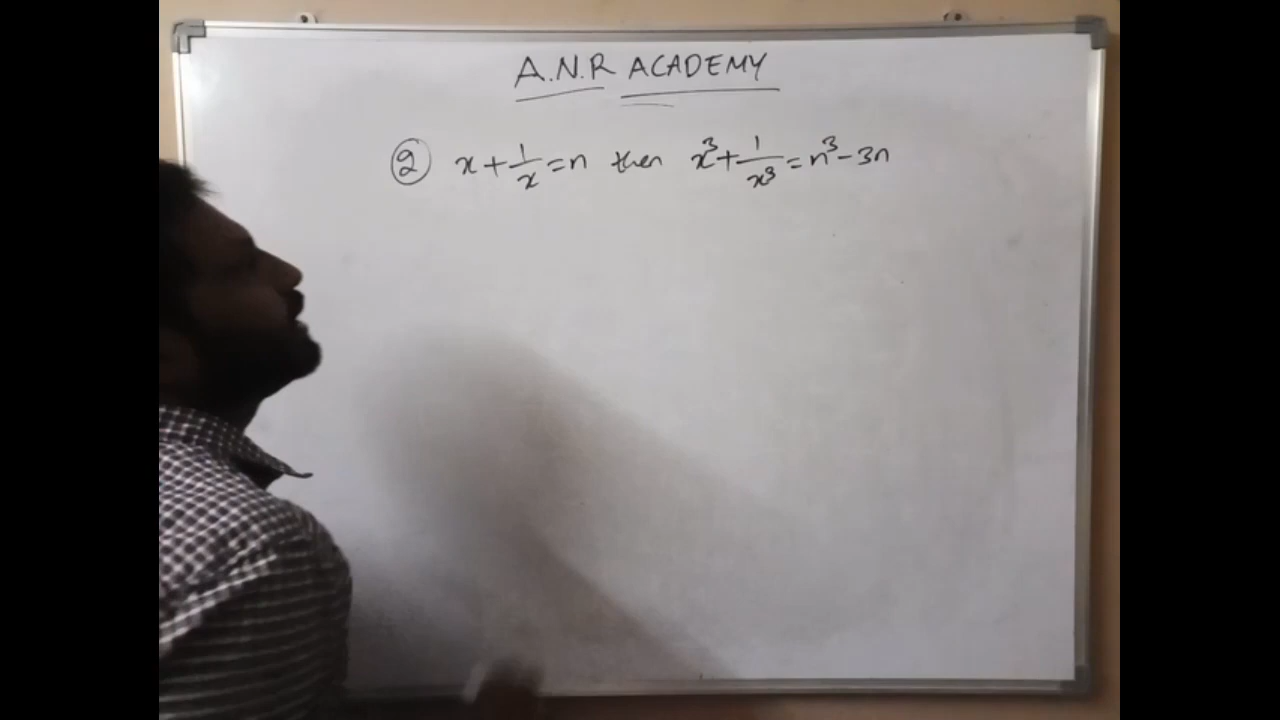 A.N.R ACADEMY
② x + 1/x = n then x³ + 1/x³ = n³ - 3n